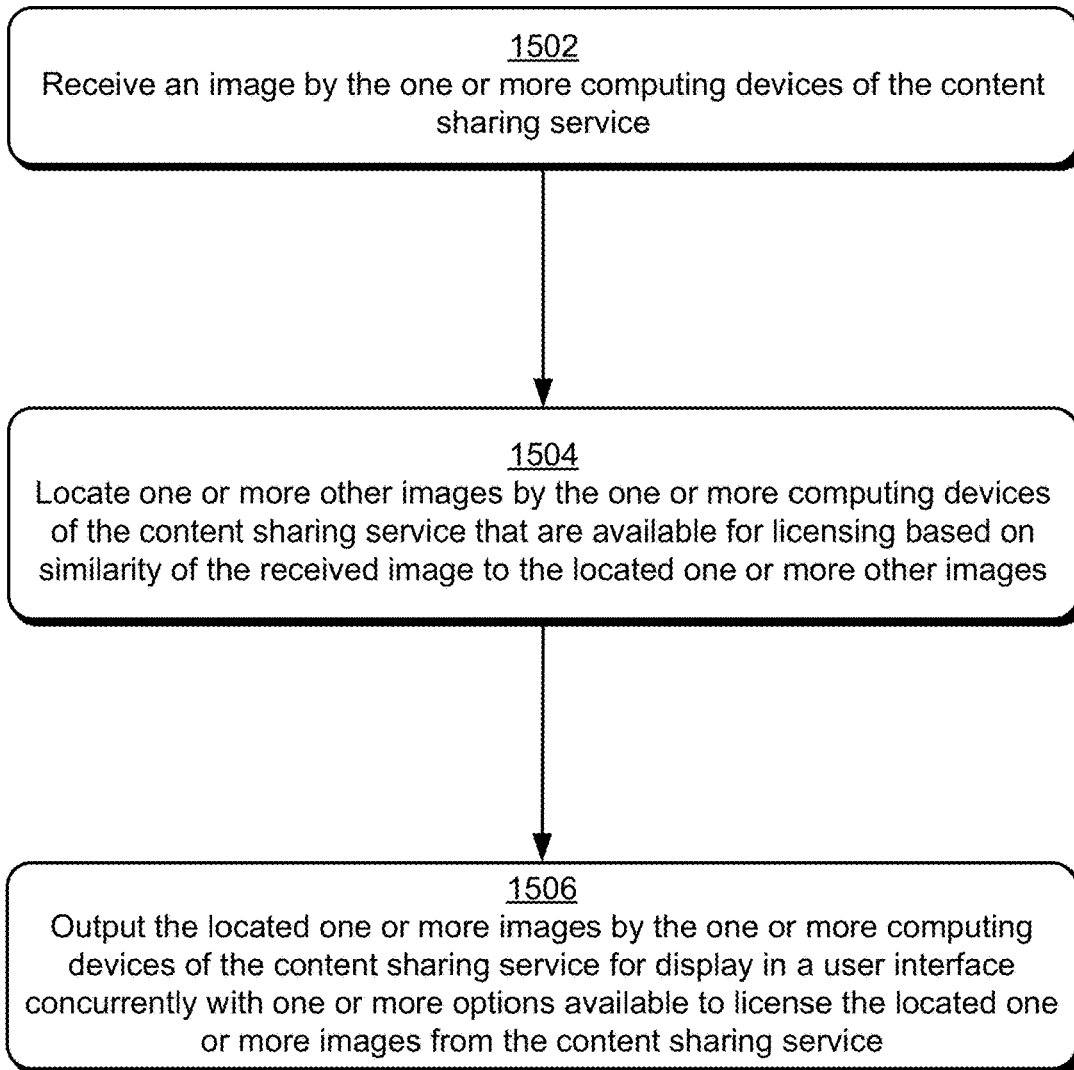 1502
Receive an image by the one or more computing devices of the content
sharing service
1504
Locate one or more other images by the one or more computing devices
of the content sharing service that are available for licensing based on
similarity of the received image to the located one or more other images
1506
Output the located one or more images by the one or more computing
devices of the content sharing service for display in a user interface
concurrently with one or more options available to license the located one
or more images from the content sharing service